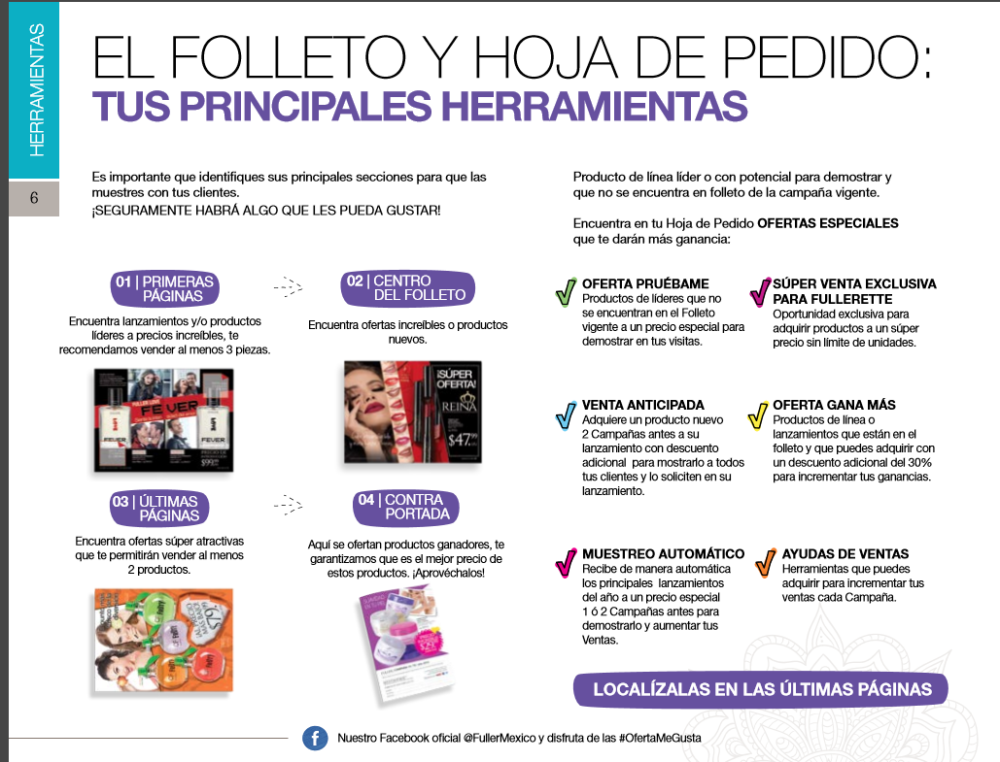 HERRAMIENTAS
6
EL FOLLETO Y HOJA DE PEDIDO:
TUS PRINCIPALES HERRAMIENTAS
Es importante que identifiques sus principales secciones para que las
muestres con tus clientes.
¡SEGURAMENTE HABRÁ ALGO QUE LES PUEDA GUSTAR!
01 | PRIMERAS
PÁGINAS
Encuentra lanzamientos y/o productos
líderes a precios increíbles, te
recomendamos vender al menos 3 piezas.
FULLER LOVE
FEVER
LOVE
FEVER
LOVE
FEVER
$99
02 | CENTRO
DEL FOLLETO
Encuentra ofertas increíbles o productos
nuevos.
¡SÚPER
OFERTA!
REINA
$47.99
03 | ÚLTIMAS
PÁGINAS
Encuentra ofertas súper atractivas
que te permitirán vender al menos
2 productos.
04 | CONTRA
PORTADA
Aquí se ofertan productos ganadores, te
garantizamos que es el mejor precio de
estos productos. ¡Aprovéchalos!
Producto de línea líder o con potencial para demostrar y
que no se encuentra en folleto de la campaña vigente.
Encuentra en tu Hoja de Pedido OFERTAS ESPECIALES
que te darán más ganancia:
OFERTA PRUÉBAME
Productos de líderes que no
se encuentran en el Folleto
vigente a un precio especial para
demostrar en tus visitas.
SÚPER VENTA EXCLUSIVA
PARA FULLERETTE
Oportunidad exclusiva para
adquirir productos a un súper
precio sin límite de unidades.
VENTA ANTICIPADA
Adquiere un producto nuevo
2 Campañas antes a su
lanzamiento con descuento
adicional para mostrarlo a todos
tus clientes y lo soliciten en su
lanzamiento.
OFERTA GANA MÁS
Productos de línea o
lanzamientos que están en el
folleto y que puedes adquirir con
un descuento adicional del 30%
para incrementar tus ganancias.
MUESTREO AUTOMÁTICO
Recibe de manera automática
los principales lanzamientos
del año a un precio especial
1 ó 2 Campañas antes para
demostrarlo y aumentar tus
Ventas.
AYUDAS DE VENTAS
Herramientas que puedes
adquirir para incrementar tus
ventas cada Campaña.
LOCALÍZALAS EN LAS ÚLTIMAS PÁGINAS
f
Nuestro Facebook oficial @FullerMexico y disfruta de las #OfertaMeGusta